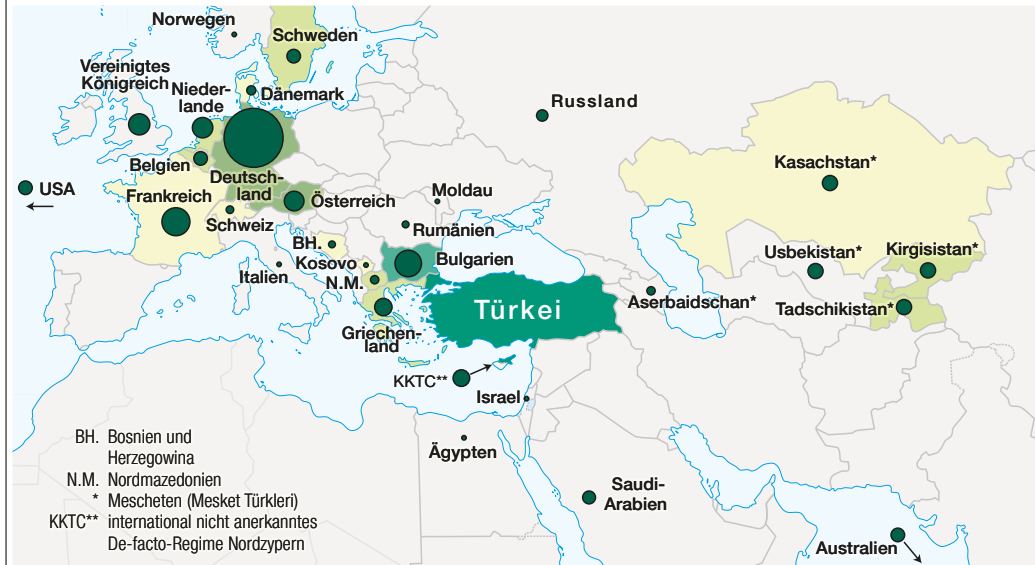 Norwegen
Schweden
Vereinigtes
Königreich
Nieder-
lande
Dänemark
Russland
Belgien
Deutsch-
land
Kasachstan*
USA
Frankreich
Österreich
Moldau
Schweiz
Rumänien
BH.
Kosovo
N.M.
Italien
Bulgarien
Usbekistan*
Kirgisistan*
Türkei
Aserbaidschan*
Tadschikistan*
Griechen-
land
KKTC**
Israel
Ägypten
Saudi-
Arabien
Australien
BH. Bosnien und
Herzegowina
N.M. Nordmazedonien
* Mescheten (Mesket Türkleri)
KKTC** international nicht anerkanntes
De-facto-Regime Nordzypern